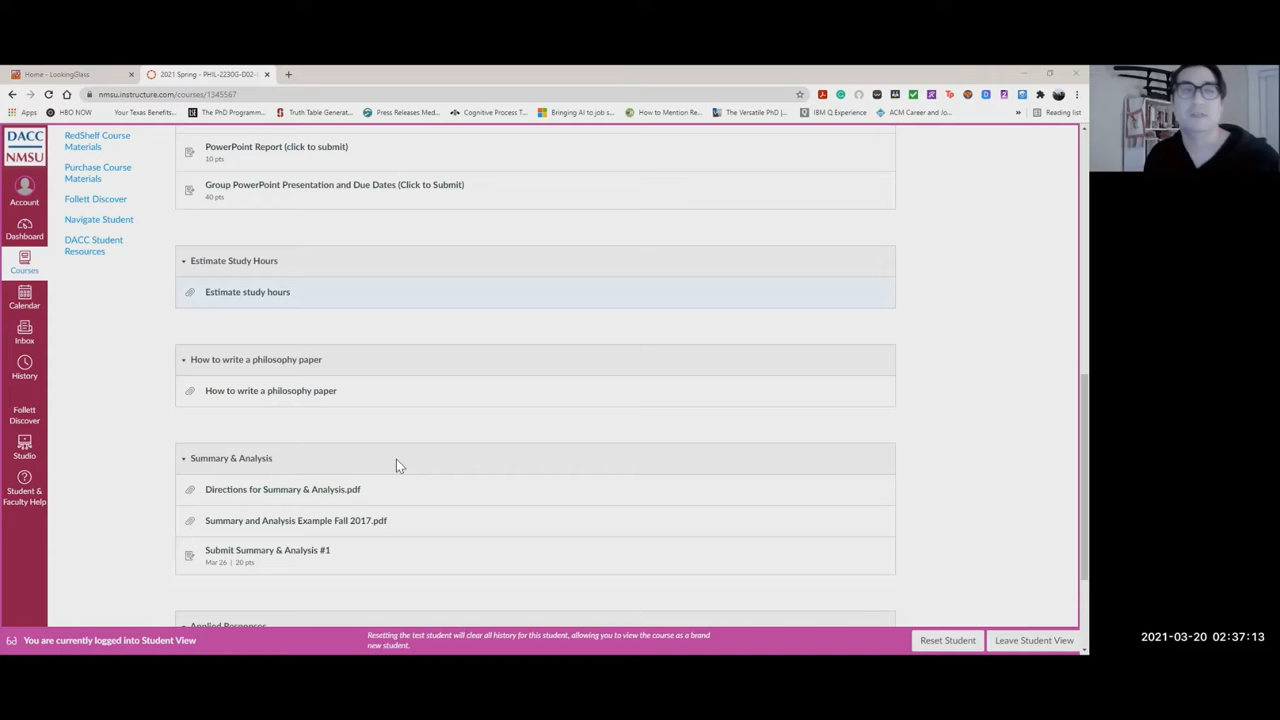 Home - LookingGlass
2021 Spring - PHIL-2230G-D02-
nmsu.instructure.com/courses/1345567
Apps
HBO NOW
Your Texas Benefits...
The PhD Programm...
Truth Table Generat...
Press Releases Med...
Cognitive Process T...
Bringing AI to job s...
How to Mention Re...
The Versatile PhD |...
IBM Q Experience
ACM Career and Jo...
»
Reading list
DACC
NMSU
Account
Dashboard
Courses
Calendar
Inbox
History
Follett
Discover
Studio
Student &
Faculty Help
RedShelf Course
Materials
Purchase Course
Materials
Follett Discover
Navigate Student
DACC Student
Resources
PowerPoint Report (click to submit)
10 pts
Group PowerPoint Presentation and Due Dates (Click to Submit)
40 pts
Estimate Study Hours
Estimate study hours
How to write a philosophy paper
How to write a philosophy paper
Summary & Analysis
Directions for Summary & Analysis.pdf
Summary and Analysis Example Fall 2017.pdf
Submit Summary & Analysis #1
Mar 26 | 20 pts
Applied Responses
You are currently logged into Student View
Resetting the test student will clear all history for this student, allowing you to view the course as a brand
new student.
Reset Student
Leave Student View
2021-03-20 02:37:13